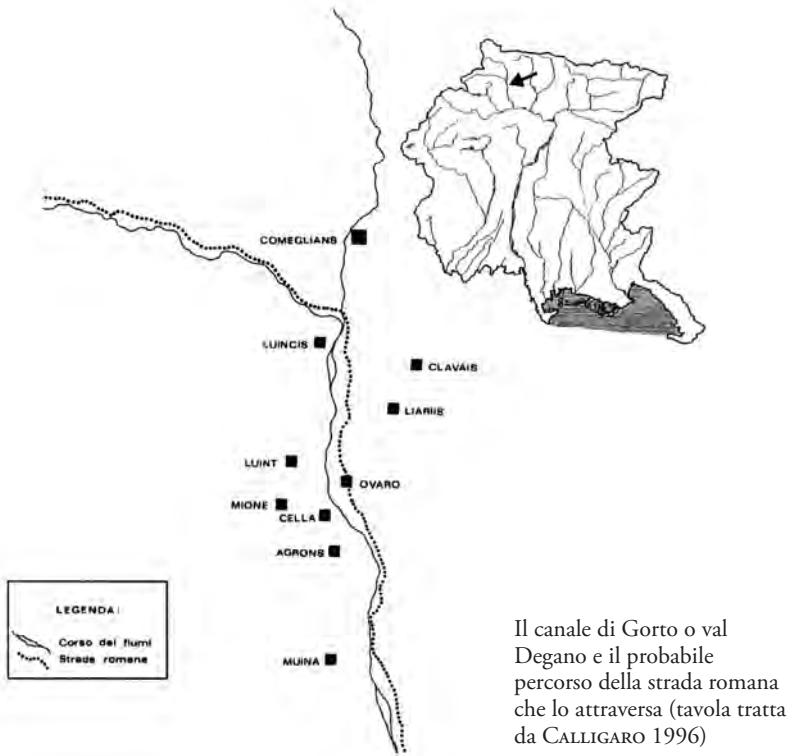 COMEGLIANS
LUINCIS
CLAVAIS
LIARIIS
LUINT
OVARO
MIONE
CELLA
AGRONS
MUINA
LEGENDA:
Corso dei fiumi
Strade romane
Il canale di Gorto o val
Degano e il probabile
percorso della strada romana
che lo attraversa (tavola tratta
da CALLIGARO 1996)